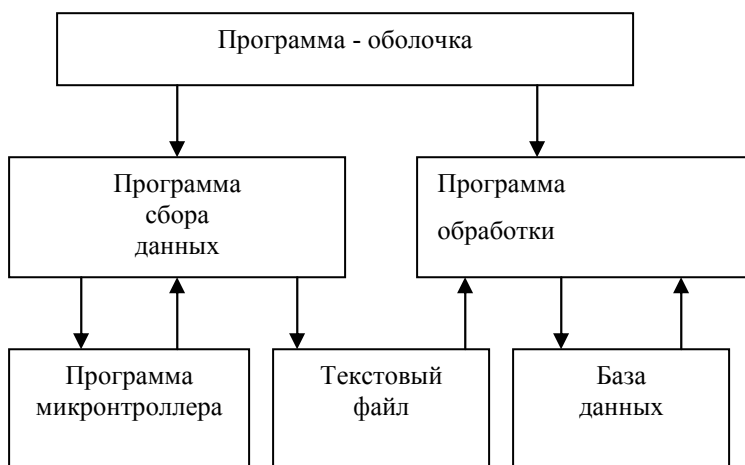 Программа - оболочка
Программа
сбора
данных
Программа
обработки
Программа
микронтроллера
Текстовый
файл
База
данных